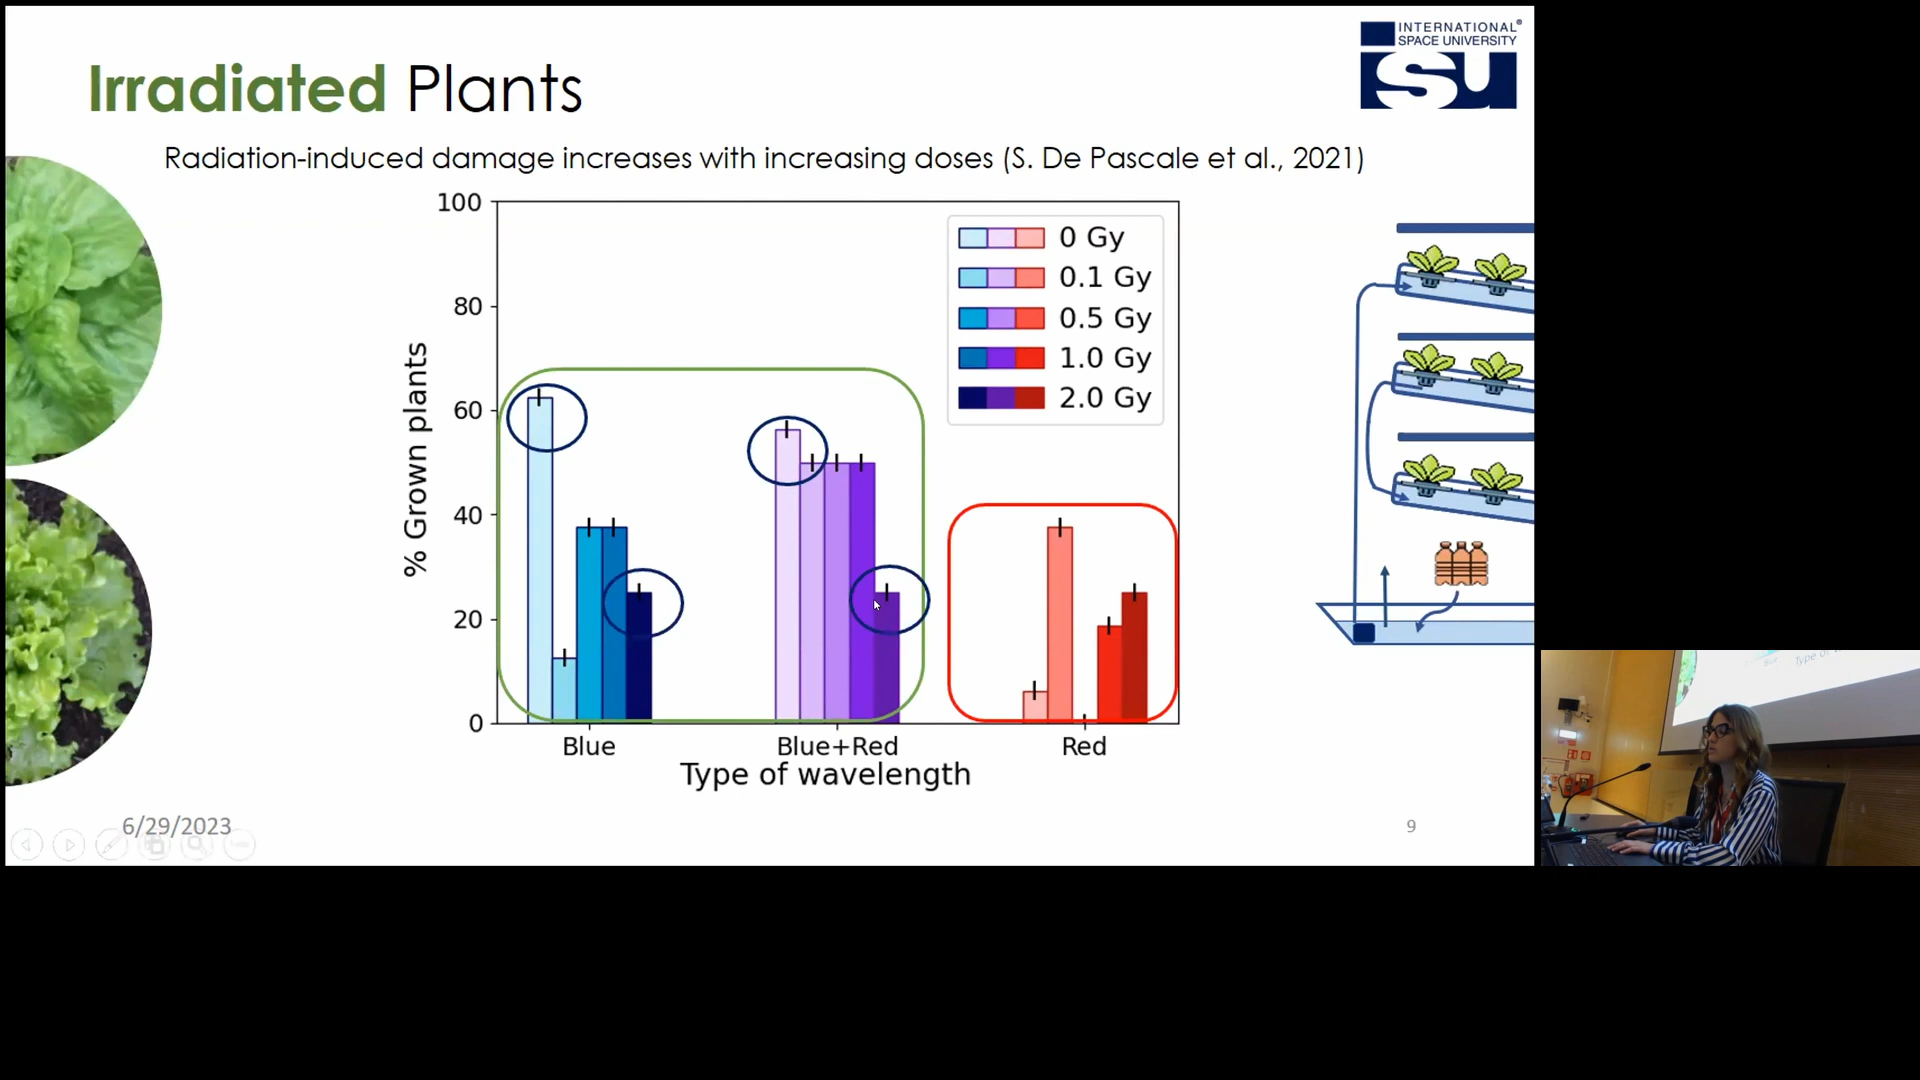 INTERNATIONAL®
SPACE UNIVERSITY
isu
Irradiated Plants
Radiation-induced damage increases with increasing doses (S. De Pascale et al., 2021)
100
80
60
40
20
0
% Grown plants
0 Gy
0.1 Gy
0.5 Gy
1.0 Gy
2.0 Gy
Blue
Blue+Red
Red
Type of wavelength
6/29/2023
9